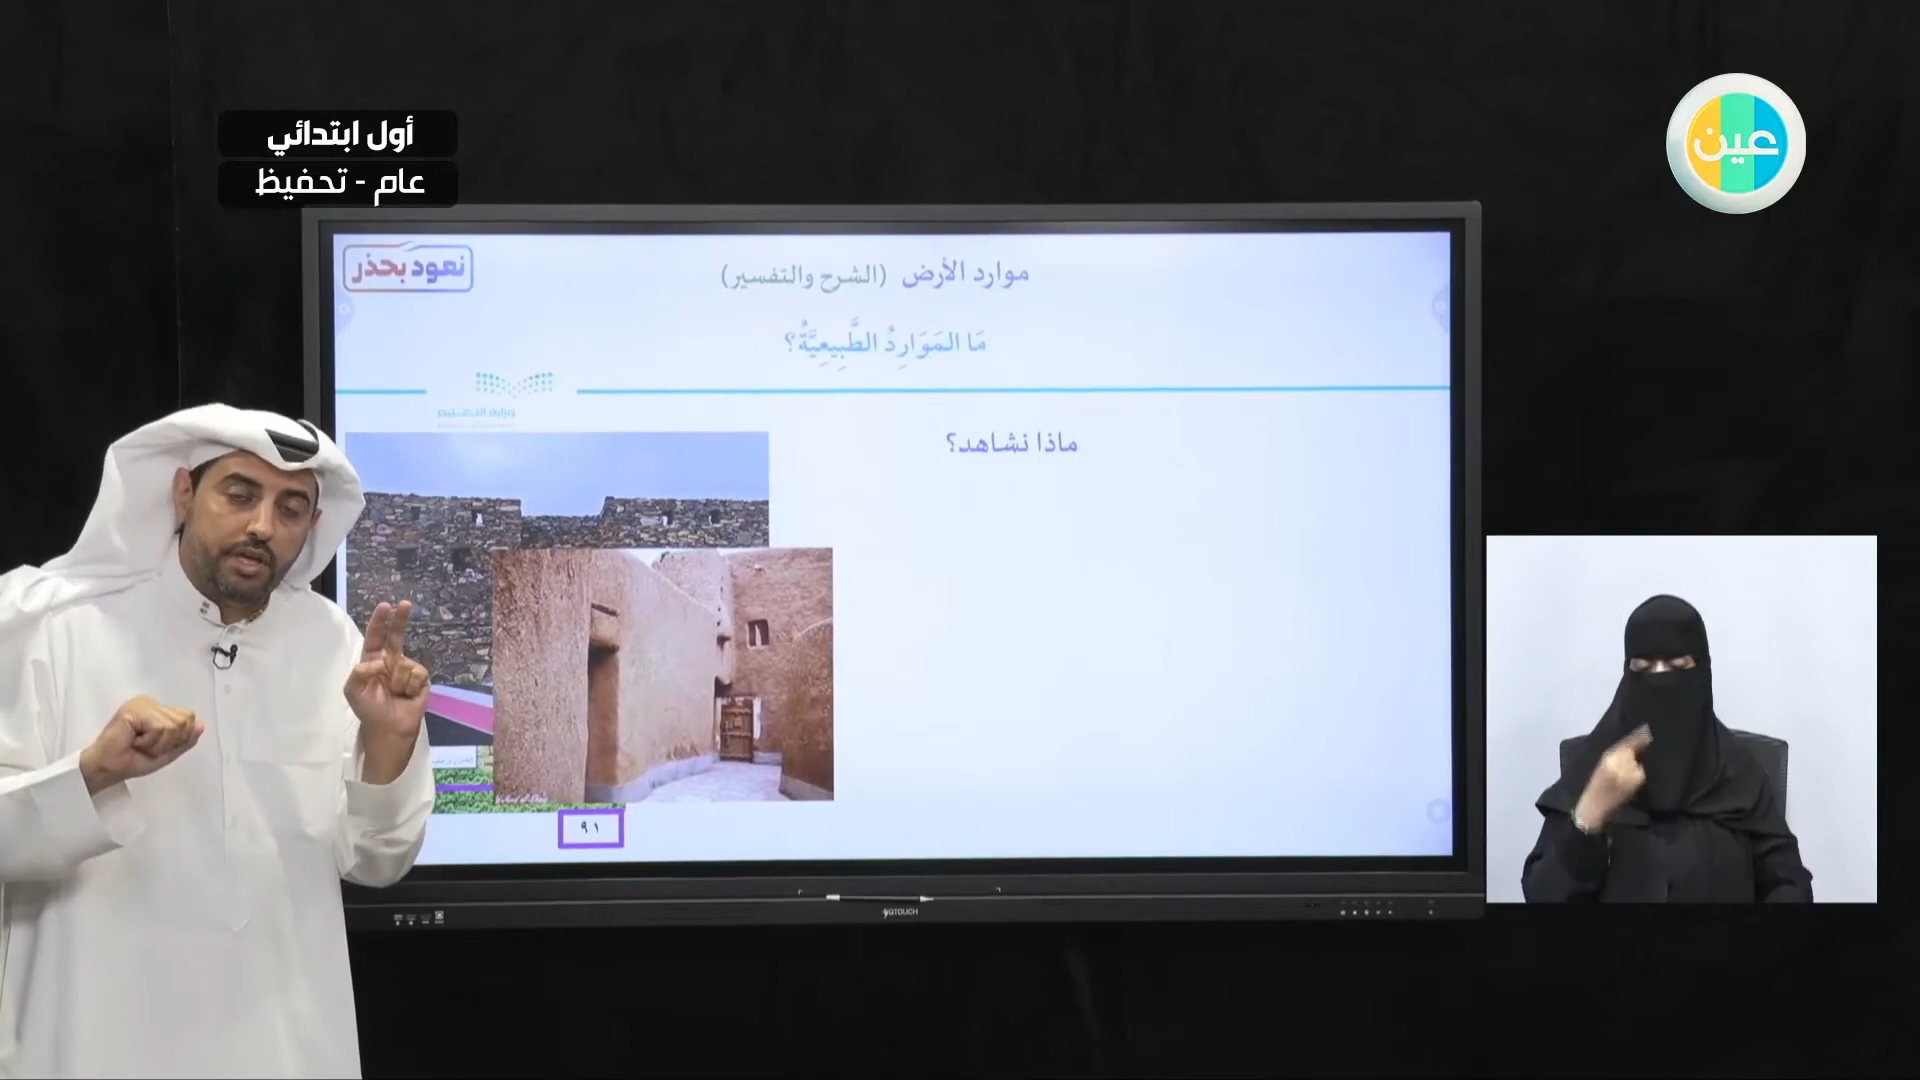 أول ابتدائي
عام - تحفيظ
عين
نعود بحذر
موارد الأرض (الشرح والتفسير)
مَا المَوَارِدُ الطَّبِيعِيَّةُ؟
وزارة التعليم
ماذا نشاهد؟
٩١